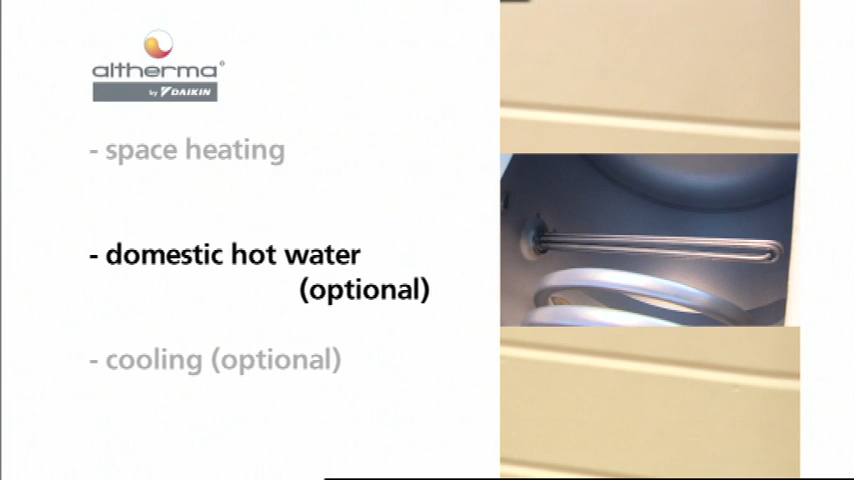 altherma
by DAIKIN
- space heating
- domestic hot water
(optional)
- cooling (optional)